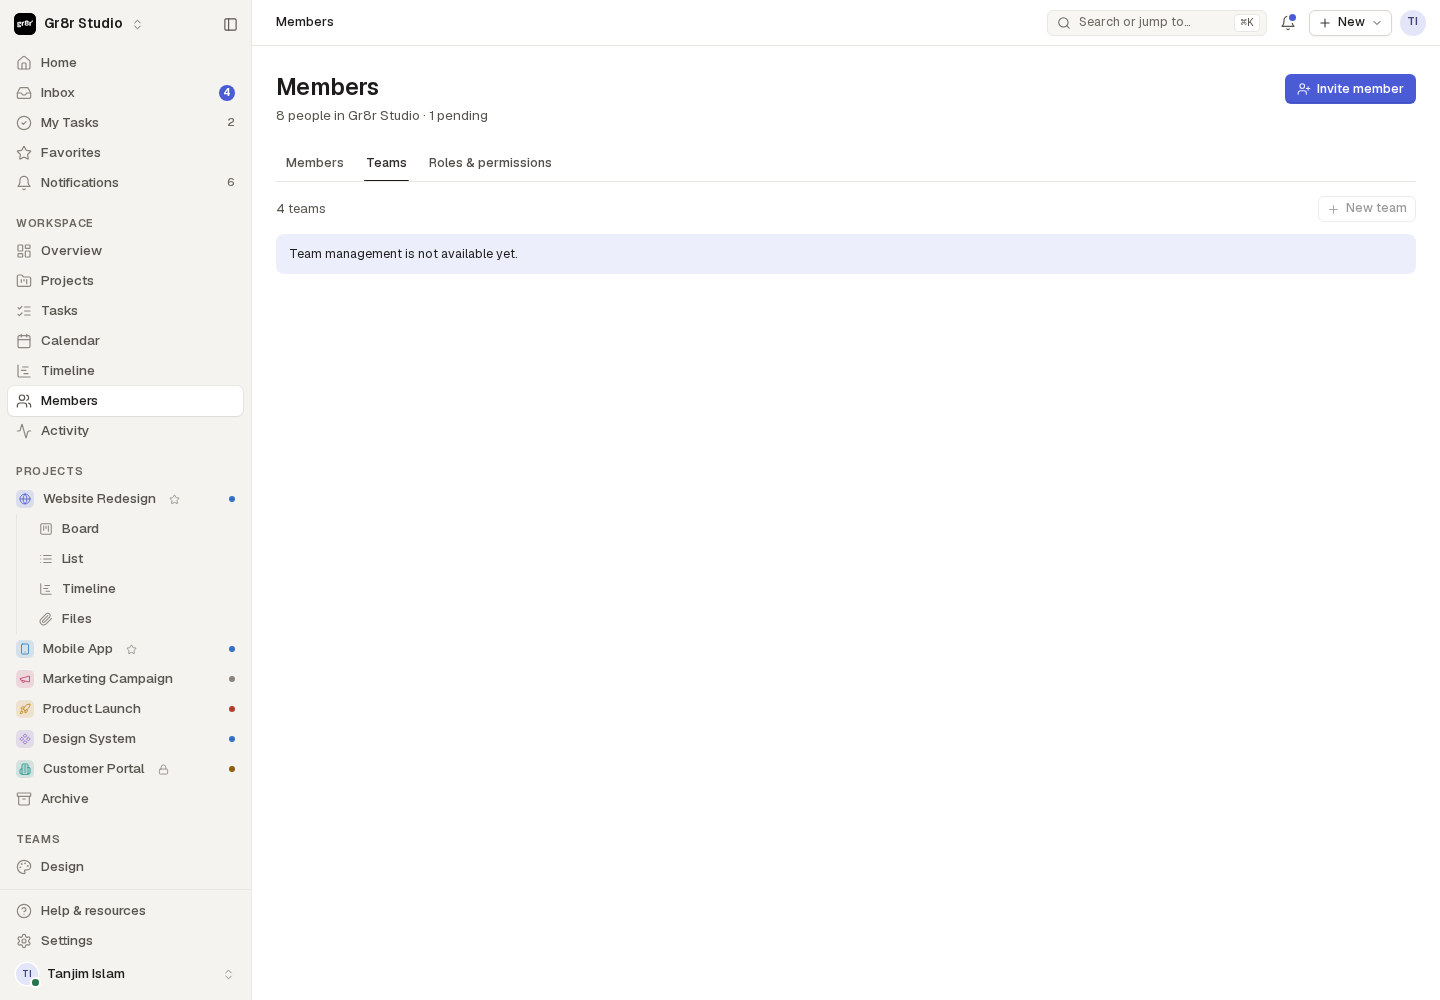 gr8r
Gr8r Studio
Home
Inbox
4
My Tasks
2
Favorites
Notifications
6
WORKSPACE
Overview
Projects
Tasks
Calendar
Timeline
Members
Activity
PROJECTS
Website Redesign
Board
List
Timeline
Files
Mobile App
Marketing Campaign
Product Launch
Design System
Customer Portal
Archive
TEAMS
Design
Help & resources
Settings
TI
Tanjim Islam
Members
Search or jump to...
⌘K
New
TI
Members
8 people in Gr8r Studio · 1 pending
Invite member
Members Teams Roles & permissions
4 teams
New team
Team management is not available yet.